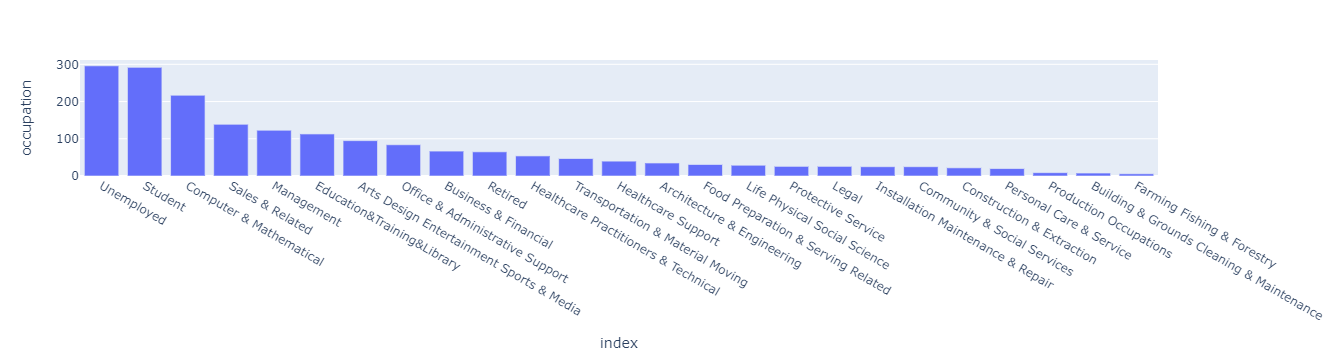 300
200
100
0
occupation
Unemployed
Student
Computer & Mathematical
Sales & Related
Management
Education&Training&Library
Arts Design Entertainment Sports & Media
Office & Administrative Support
Business & Financial
Retired
Healthcare Practitioners & Technical
Transportation & Material Moving
Healthcare Support
Architecture & Engineering
Food Preparation & Serving Related
Life Physical Social Science
Protective Service
Legal
Installation Maintenance & Repair
Community & Social Services
Construction & Extraction
Personal Care & Service
Production Occupations
Building & Grounds Cleaning & Maintenance
Farming Fishing & Forestry
index